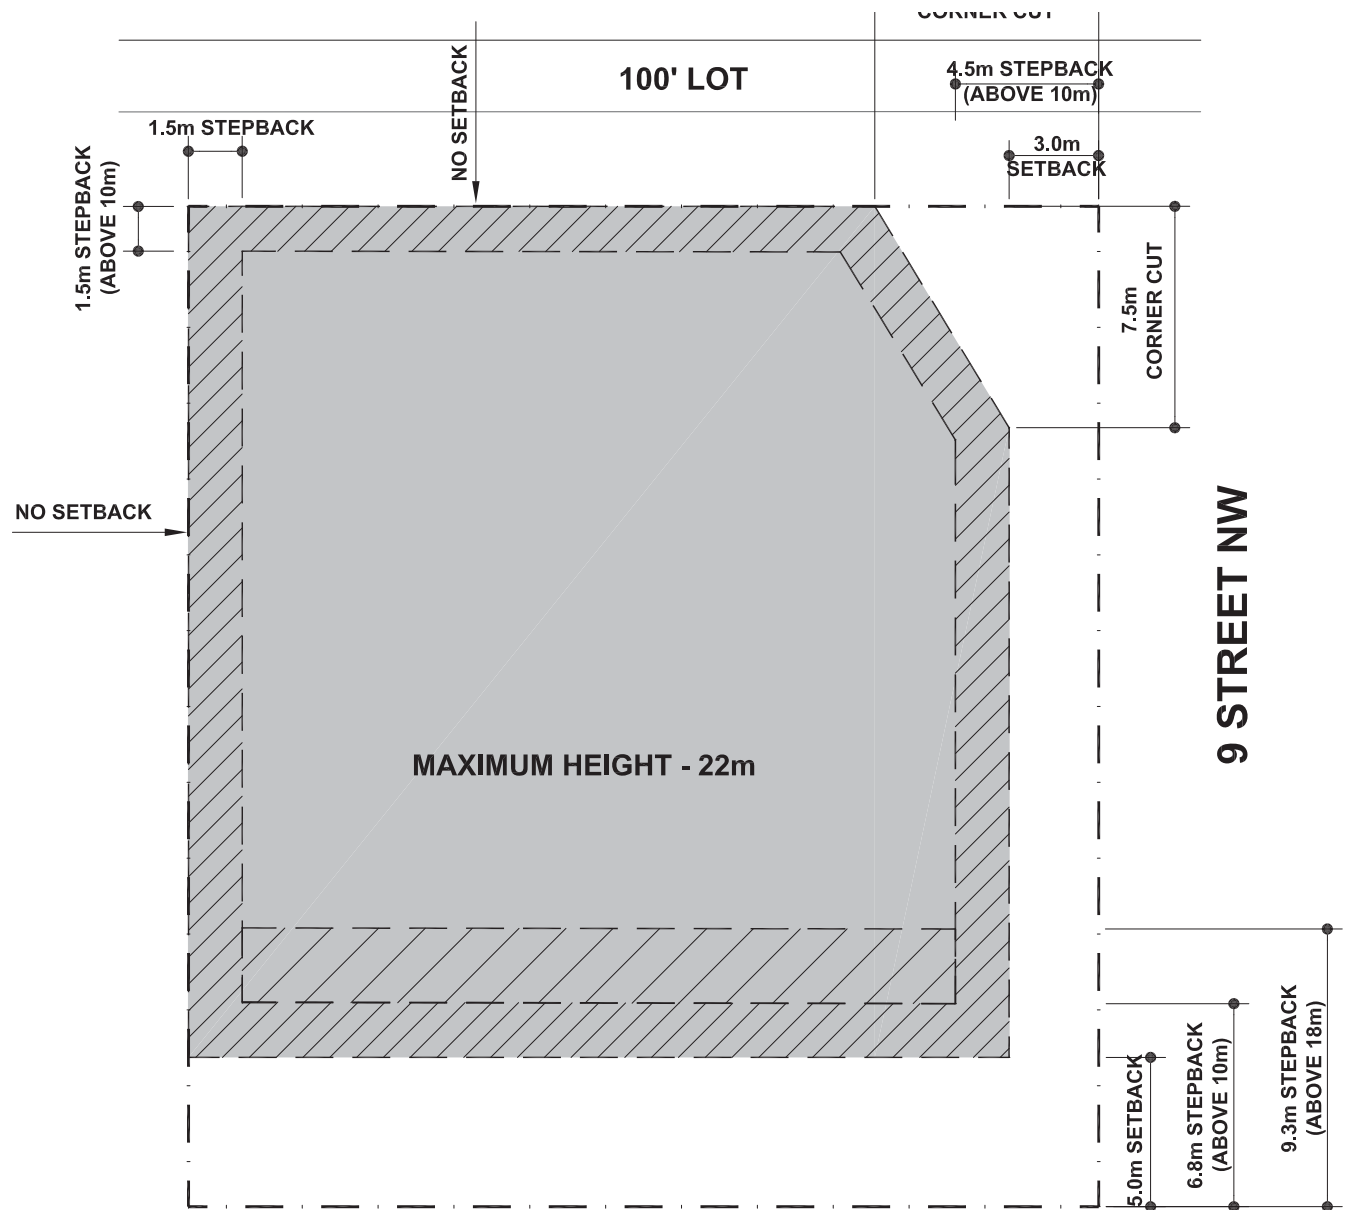 CORNER CUT
100' LOT
4.5m STEPBACK
(ABOVE 10m)
NO SETBACK
1.5m STEPBACK
3.0m
SETBACK
1.5m STEPBACK
(ABOVE 10m)
7.5m
CORNER CUT
NO SETBACK
9 STREET NW
MAXIMUM HEIGHT - 22m
5.0m SETBACK
6.8m STEPBACK
(ABOVE 10m)
9.3m STEPBACK
(ABOVE 18m)